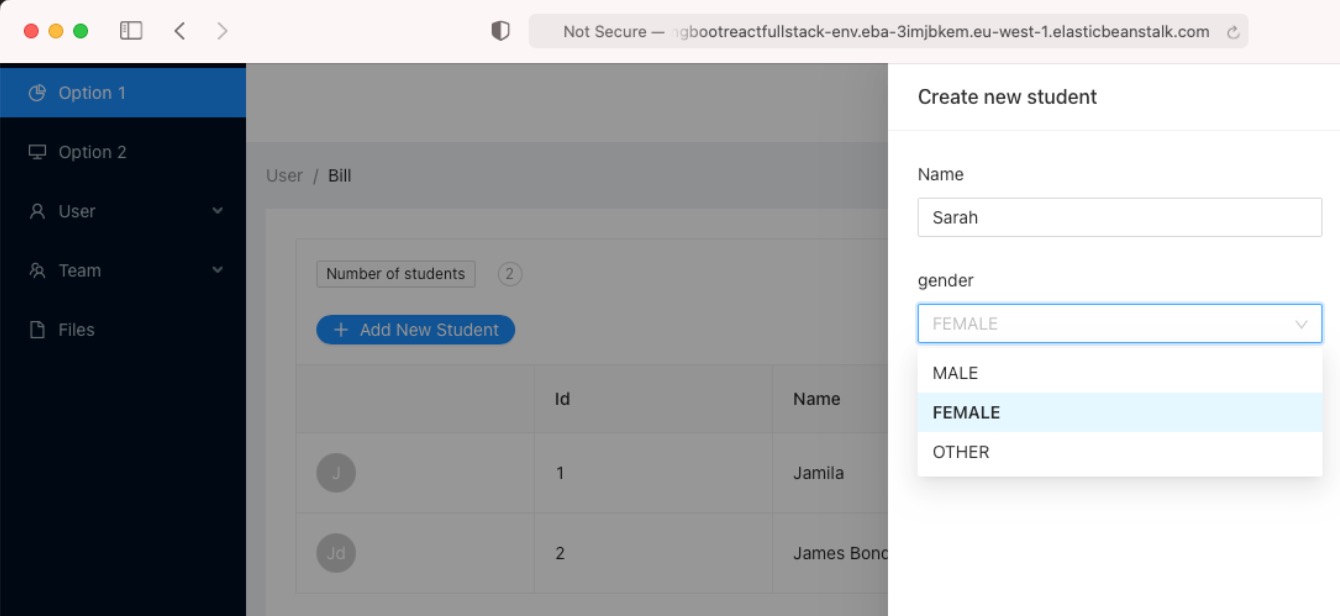 Not Secure — ngbootreactfullstack-env.eba-3imjbkem.eu-west-1.elasticbeanstalk.com
Option 1
Option 2
User
Team
Files
User / Bill
Number of students 2
+ Add New Student
Id Name
J 1 Jamila
Jd 2 James Bond
Create new student
Name
Sarah
gender
FEMALE
MALE
FEMALE
OTHER